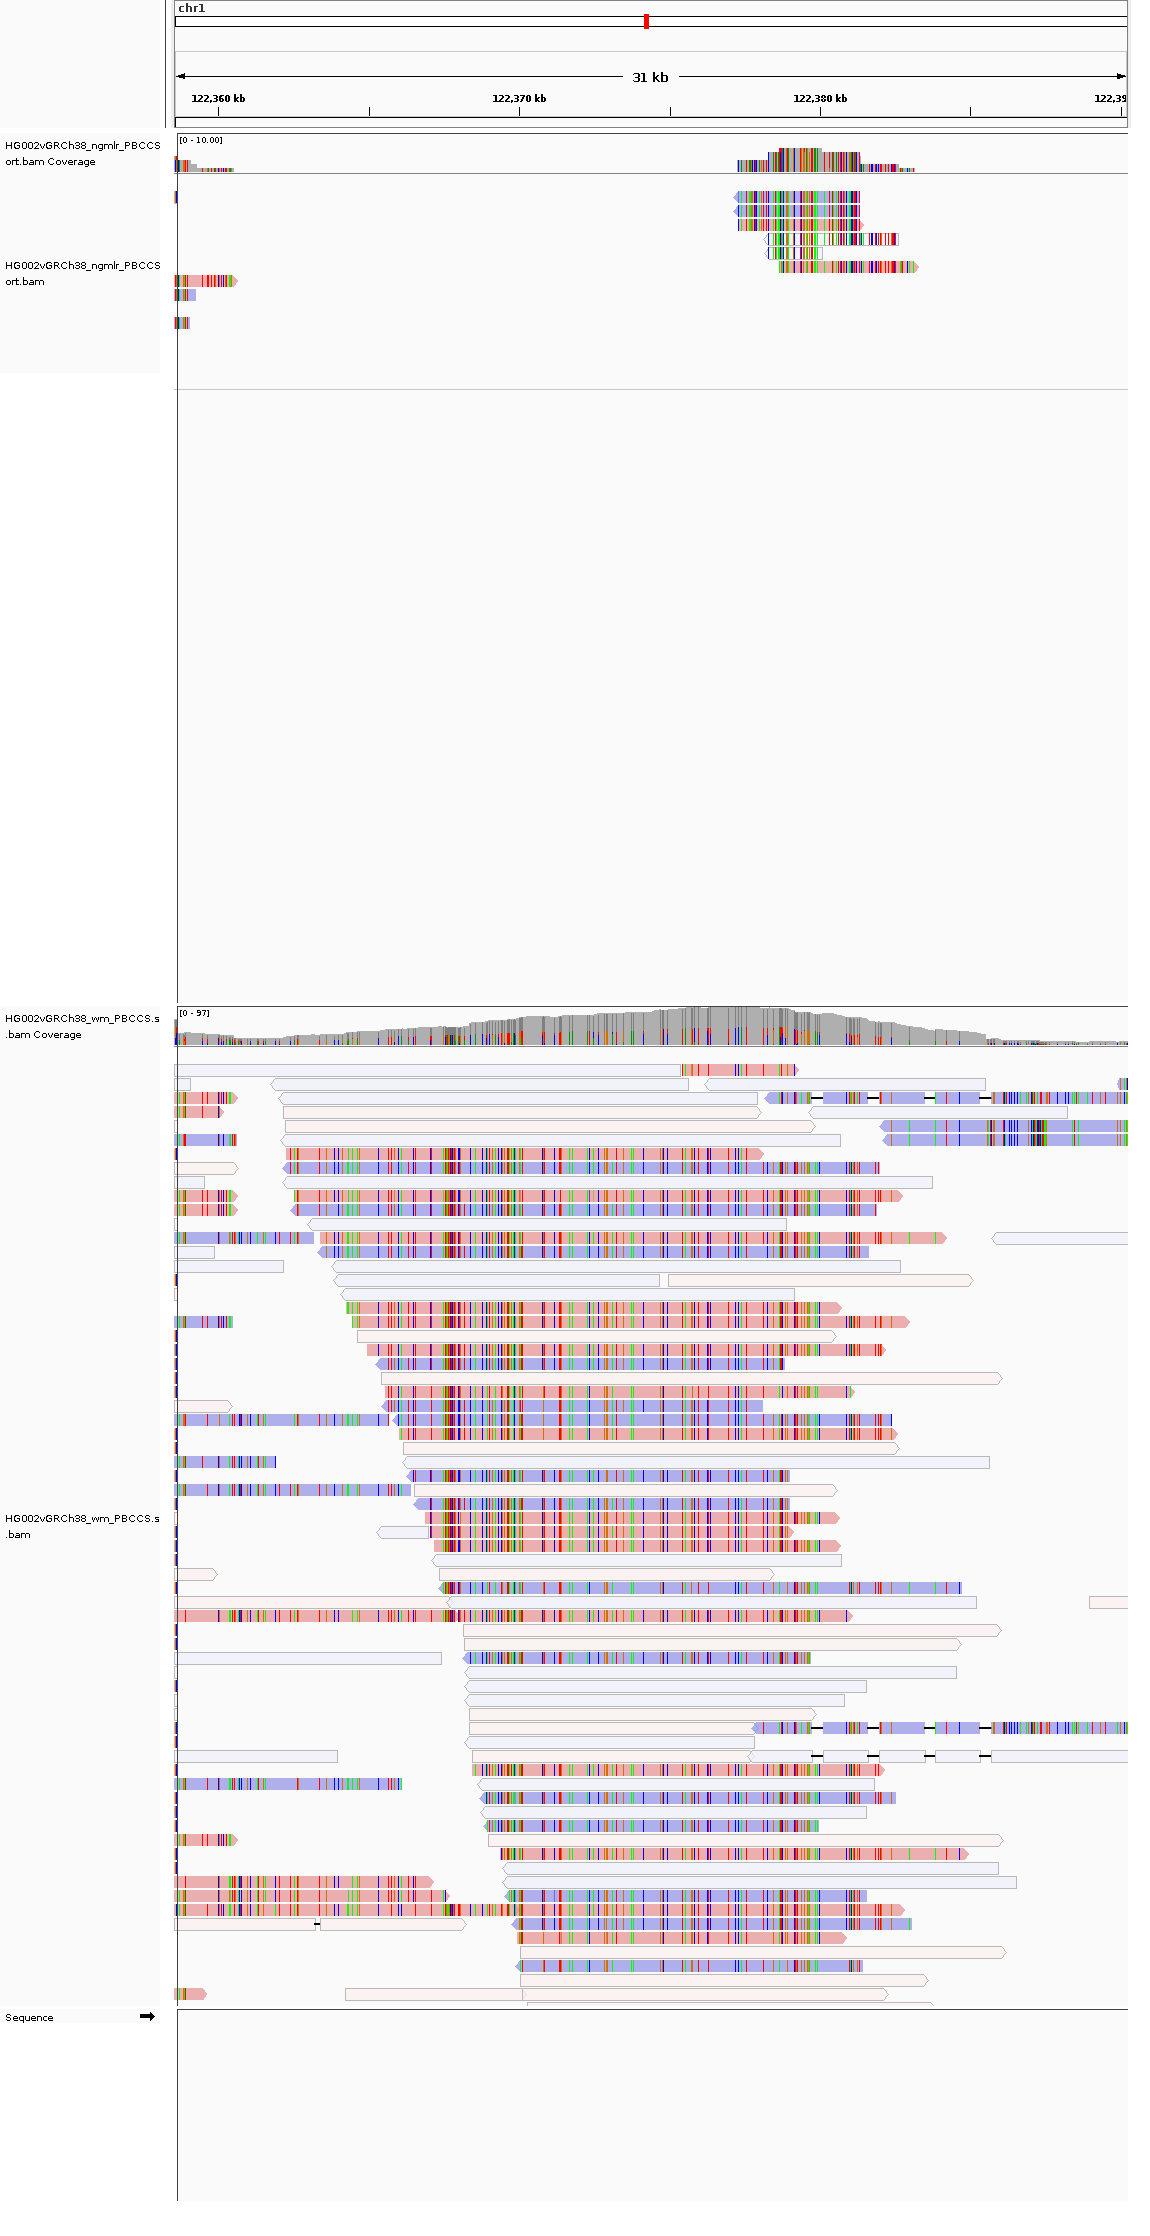 chr1
31 kb
122,360 kb 122,370 kb 122,380 kb 122,39
HG002vGRCh38_ngmlr_PBCCS
ort.bam Coverage
[0 - 10.00]
HG002vGRCh38_ngmlr_PBCCS
ort.bam
HG002vGRCh38_wm_PBCCS.s
.bam Coverage
[0 - 97]
HG002vGRCh38_wm_PBCCS.s
.bam
Sequence